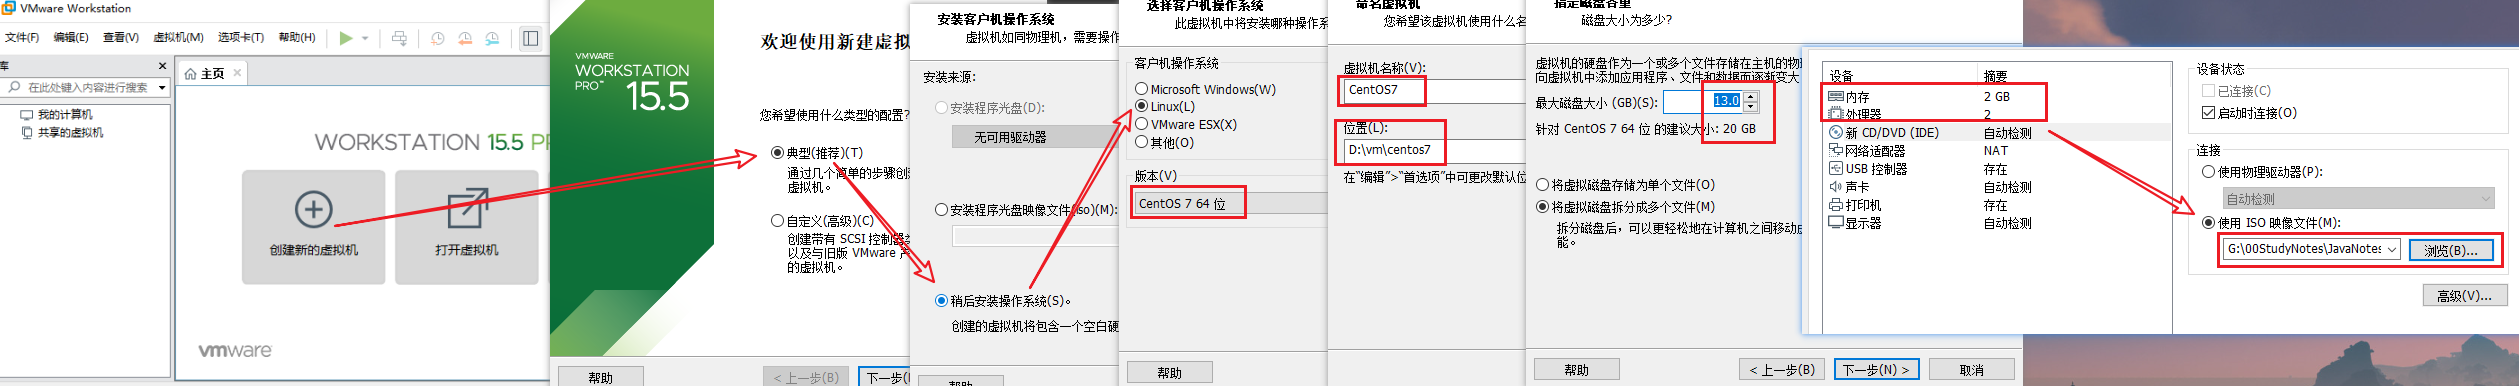 VMware Workstation
文件(F) 编辑(E) 查看(V) 虚拟机(M) 选项卡(T) 帮助(H)
库
在此处键入内容进行搜索
我的计算机
共享的虚拟机
主页
WORKSTATION 15.5
创建新的虚拟机
打开虚拟机
vmware
VMWARE
WORKSTATION
PRO™ 15.5
欢迎使用新建虚拟
您希望使用什么类型的配置?
典型(推荐)(T)
通过几个简单的步骤创
虚拟机。
自定义(高级)(C)
创建带有 SCSI 控制器
以及与旧版 VMware
的虚拟机。
帮助
< 上一步(B)
下一步(
安装客户机操作系统
虚拟机如同物理机，需要操作
安装来源:
安装程序光盘(D):
无可用驱动器
安装程序光盘映像文件(iso)(M):
稍后安装操作系统(S)。
创建的虚拟机将包含一个空白硬
帮助
选择客户机操作系统
此虚拟机中将安装哪种操作系
客户机操作系统
Microsoft Windows(W)
Linux(L)
VMware ESX(X)
其他(O)
版本(V)
CentOS 7 64 位
帮助
命名虚拟机
您希望该虚拟机使用什么名
虚拟机名称(V):
CentOS7
位置(L):
D:\vm\centos7
在“编辑”>“首选项”中可更改默认位
指定磁盘容量
磁盘大小为多少?
虚拟机的硬盘作为一个或多个文件存储在主机的物理
向虚拟机中添加应用程序、文件和数据而逐渐变大
最大磁盘大小 (GB)(S): 13.0
针对 CentOS 7 64 位 的建议大小: 20 GB
将虚拟磁盘存储为单个文件(O)
将虚拟磁盘拆分成多个文件(M)
拆分磁盘后，可以更轻松地在计算机之间移动虚
能。
帮助
< 上一步(B)
下一步(N) >
取消
设备 摘要
内存 2 GB
处理器 2
新 CD/DVD (IDE) 自动检测
网络适配器 NAT
USB 控制器 存在
声卡 自动检测
打印机 存在
显示器 自动检测
设备状态
已连接(C)
启动时连接(O)
连接
使用物理驱动器(P):
自动检测
使用 ISO 映像文件(M):
G:\00StudyNotes\JavaNotes
浏览(B)...
高级(V)...